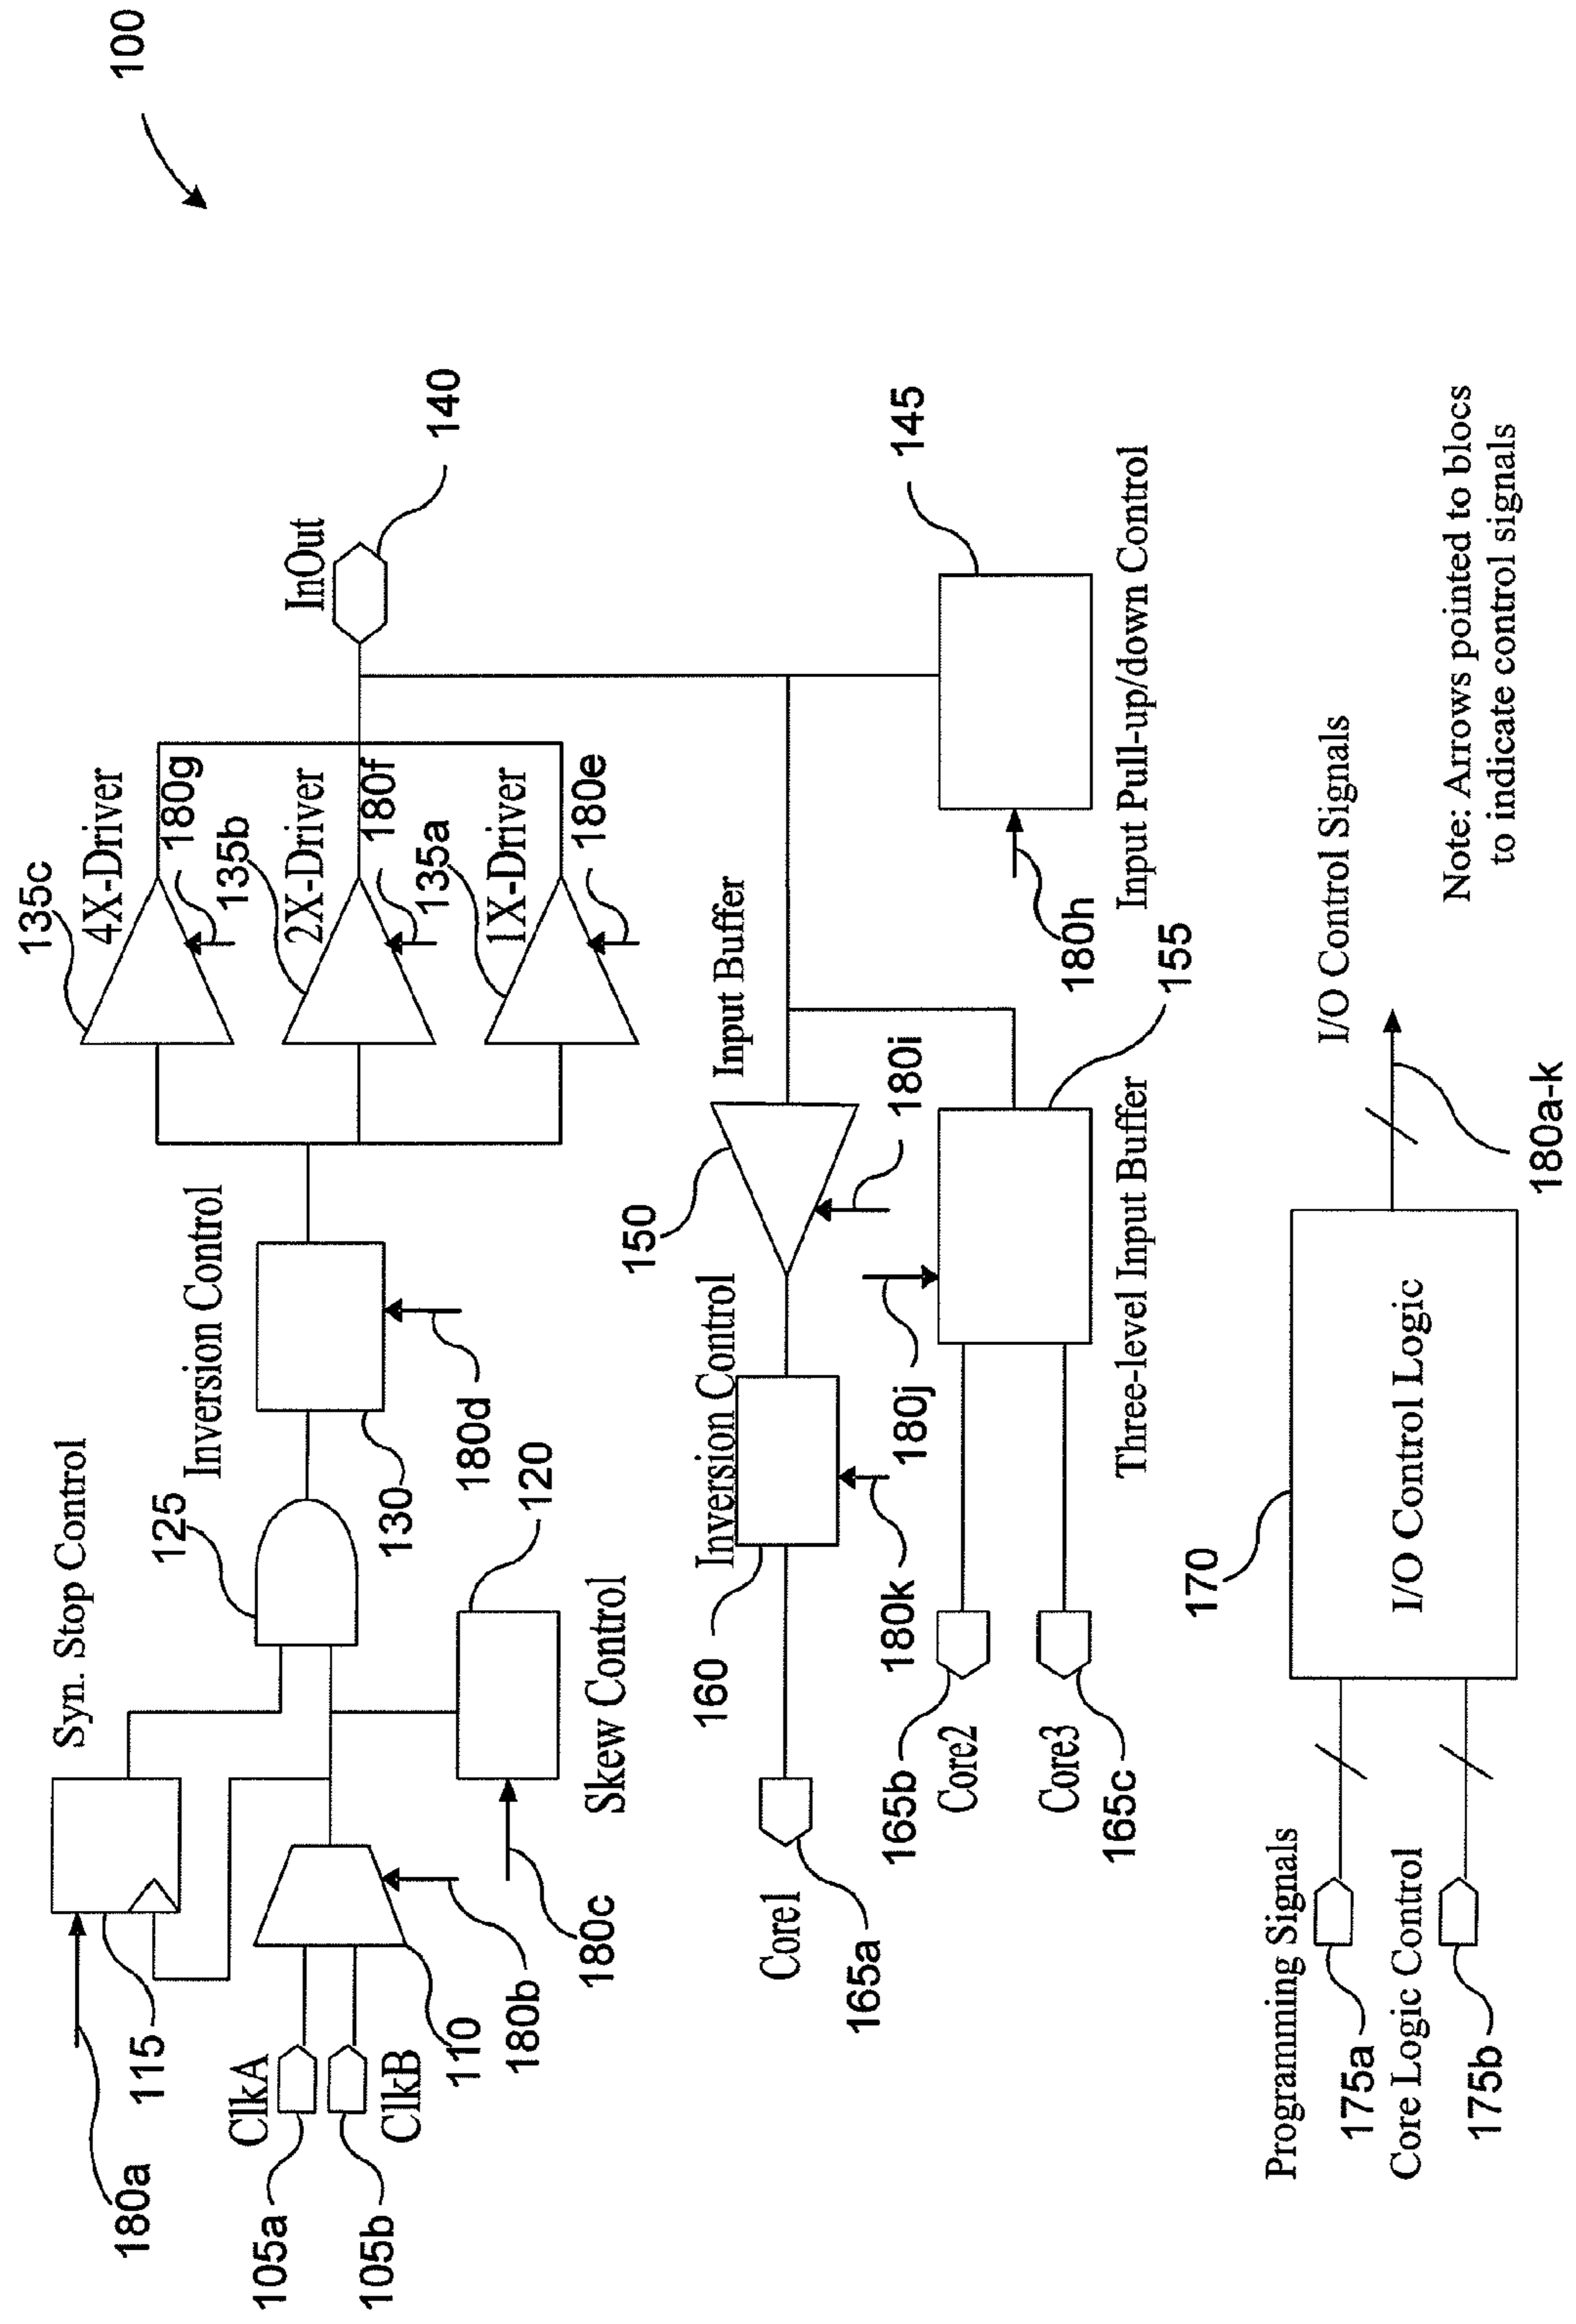 100
Syn. Stop Control
180a
115
125
Inversion Control
135c
4X-Driver
180g
135b
2X-Driver
180f
135a
1X-Driver
180e
InOut
140
ClkA
ClkB
105a
105b
110
180b
180c
Skew Control
120
130
180d
Input Buffer
150
180i
Inversion Control
160
180k
180j
Core1
165a
165b
Core2
Core3
165c
Three-level Input Buffer
155
180h
Input Pull-up/down Control
145
170
Programming Signals
175a
Core Logic Control
175b
I/O Control Logic
I/O Control Signals
180a-k
Note: Arrows pointed to blocs
to indicate control signals